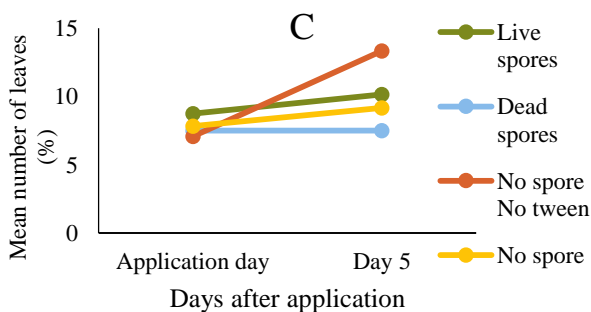 C
Mean number of leaves
(%)
15
10
5
0
Application day
Day 5
Days after application
Live
spores
Dead
spores
No spore
No tween
No spore